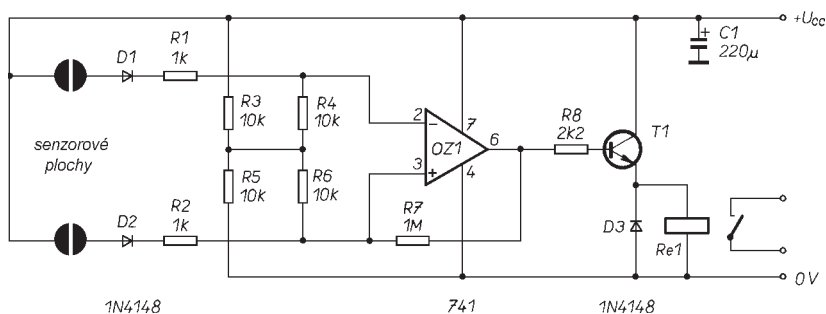 +Ucc
D1
R1
1k
C1
220µ
+
R3
10k
R4
10k
2
7
6
R8
2k2
T1
senzorové
plochy
-
OZ1
3
+
4
R5
10k
R6
10k
D2
R2
1k
R7
1M
D3
Re1
0V
1N4148
741
1N4148